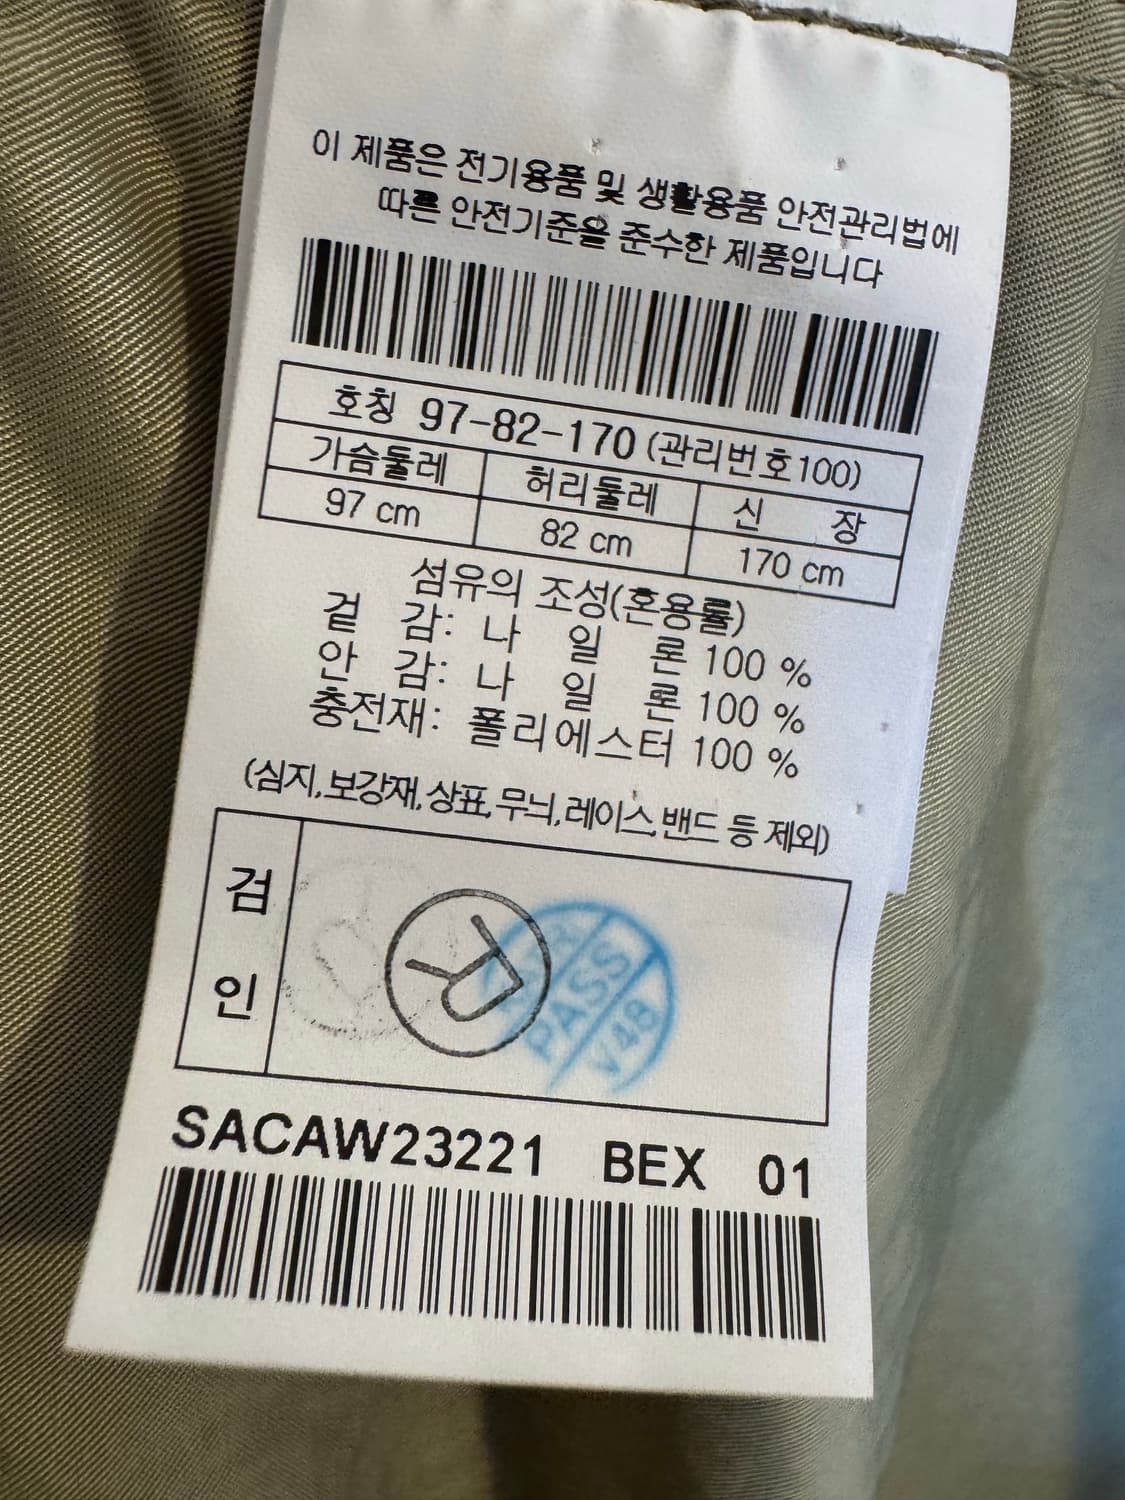 이 제품은 전기용품 및 생활용품 안전관리법에
따른 안전기준을 준수한 제품입니다
호칭 97-82-170 (관리번호100)
가슴둘레 허리둘레 신 장
97 cm 82 cm 170 cm
섬유의 조성(혼용률)
겉 감: 나 일 론 100 %
안 감: 나 일 론 100 %
충전재: 폴리에스터 100 %
(심지,보강재,상표,무늬,레이스,밴드 등 제외)
검
인
PASS
V48
SACAW23221 BEX 01